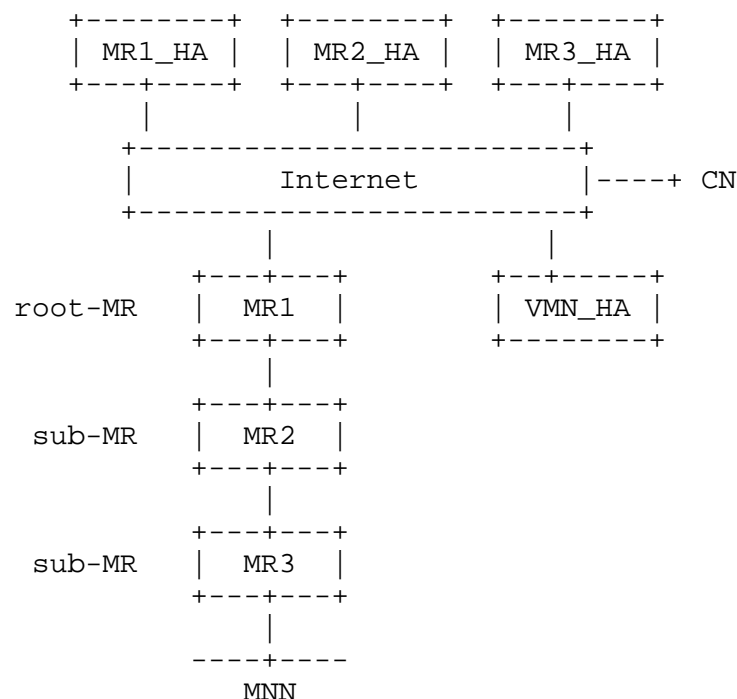 MR1_HA MR2_HA MR3_HA
Internet CN
root-MR MR1 VMN_HA
sub-MR MR2
sub-MR MR3
MNN